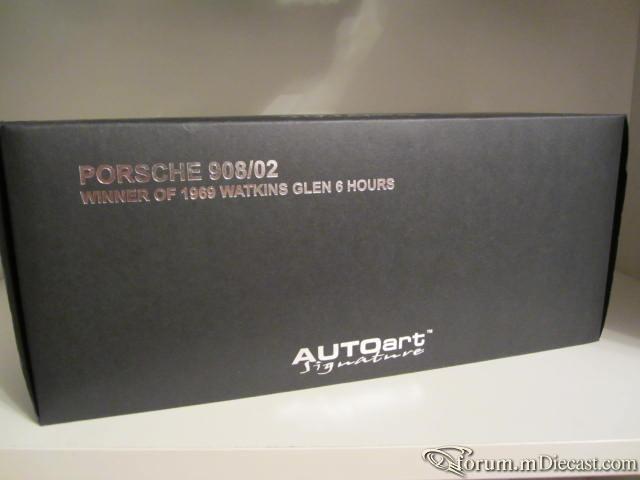 PORSCHE 908/02
WINNER OF 1969 WATKINS GLEN 6 HOURS
AUTOart™
Signature
forum.mDiecast.com